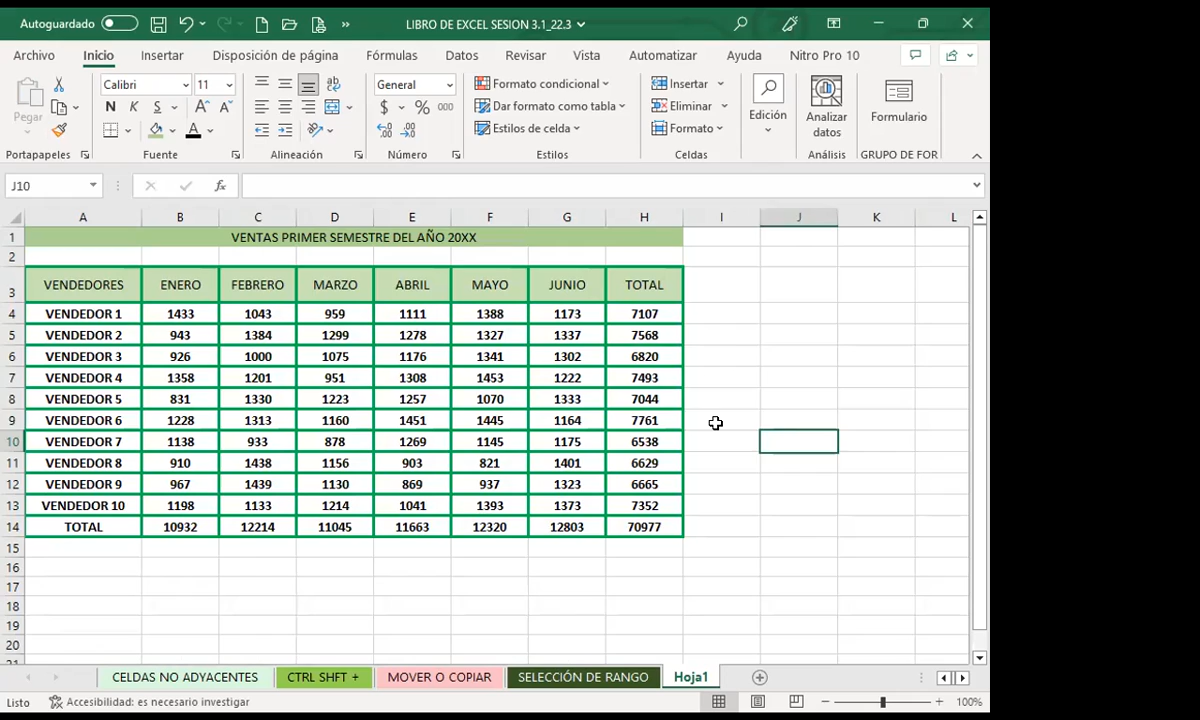 Autoguardado
LIBRO DE EXCEL SESION 3.1_22.3
Archivo Inicio Insertar Disposición de página Fórmulas Datos Revisar Vista Automatizar Ayuda Nitro Pro 10
Pegar
Calibri 11
N K S
General
$ % 000
Formato condicional
Dar formato como tabla
Estilos de celda
Insertar
Eliminar
Formato
Edición
Analizar datos
Formulario
Portapapeles Fuente Alineación Número Estilos Celdas Análisis GRUPO DE FOR
J10 fx
A B C D E F G H I J K L
1 VENTAS PRIMER SEMESTRE DEL AÑO 20XX
2
3 VENDEDORES ENERO FEBRERO MARZO ABRIL MAYO JUNIO TOTAL
4 VENDEDOR 1 1433 1043 959 1111 1388 1173 7107
5 VENDEDOR 2 943 1384 1299 1278 1327 1337 7568
6 VENDEDOR 3 926 1000 1075 1176 1341 1302 6820
7 VENDEDOR 4 1358 1201 951 1308 1453 1222 7493
8 VENDEDOR 5 831 1330 1223 1257 1070 1333 7044
9 VENDEDOR 6 1228 1313 1160 1451 1445 1164 7761
10 VENDEDOR 7 1138 933 878 1269 1145 1175 6538
11 VENDEDOR 8 910 1438 1156 903 821 1401 6629
12 VENDEDOR 9 967 1439 1130 869 937 1323 6665
13 VENDEDOR 10 1198 1133 1214 1041 1393 1373 7352
14 TOTAL 10932 12214 11045 11663 12320 12803 70977
15
16
17
18
19
20
21
CELDAS NO ADYACENTES CTRL SHFT + MOVER O COPIAR SELECCIÓN DE RANGO Hoja1
Listo Accesibilidad: es necesario investigar 100%